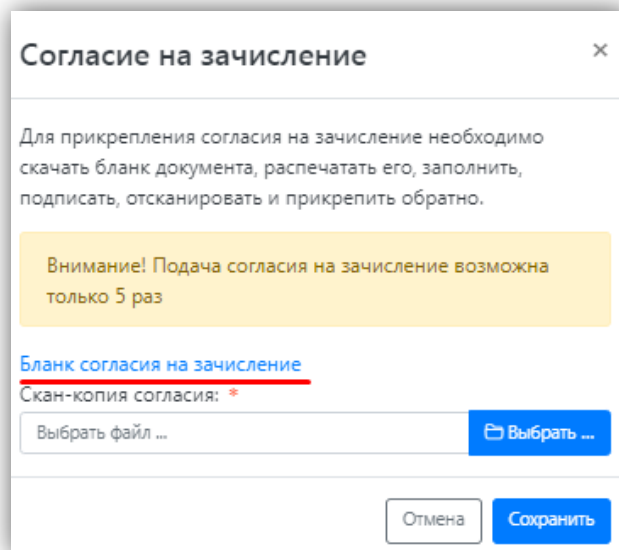 Согласие на зачисление
×
Для прикрепления согласия на зачисление необходимо
скачать бланк документа, распечатать его, заполнить,
подписать, отсканировать и прикрепить обратно.
Внимание! Подача согласия на зачисление возможна
только 5 раз
Бланк согласия на зачисление
Скан-копия согласия: *
Выбрать файл ...
Выбрать ...
Отмена
Сохранить